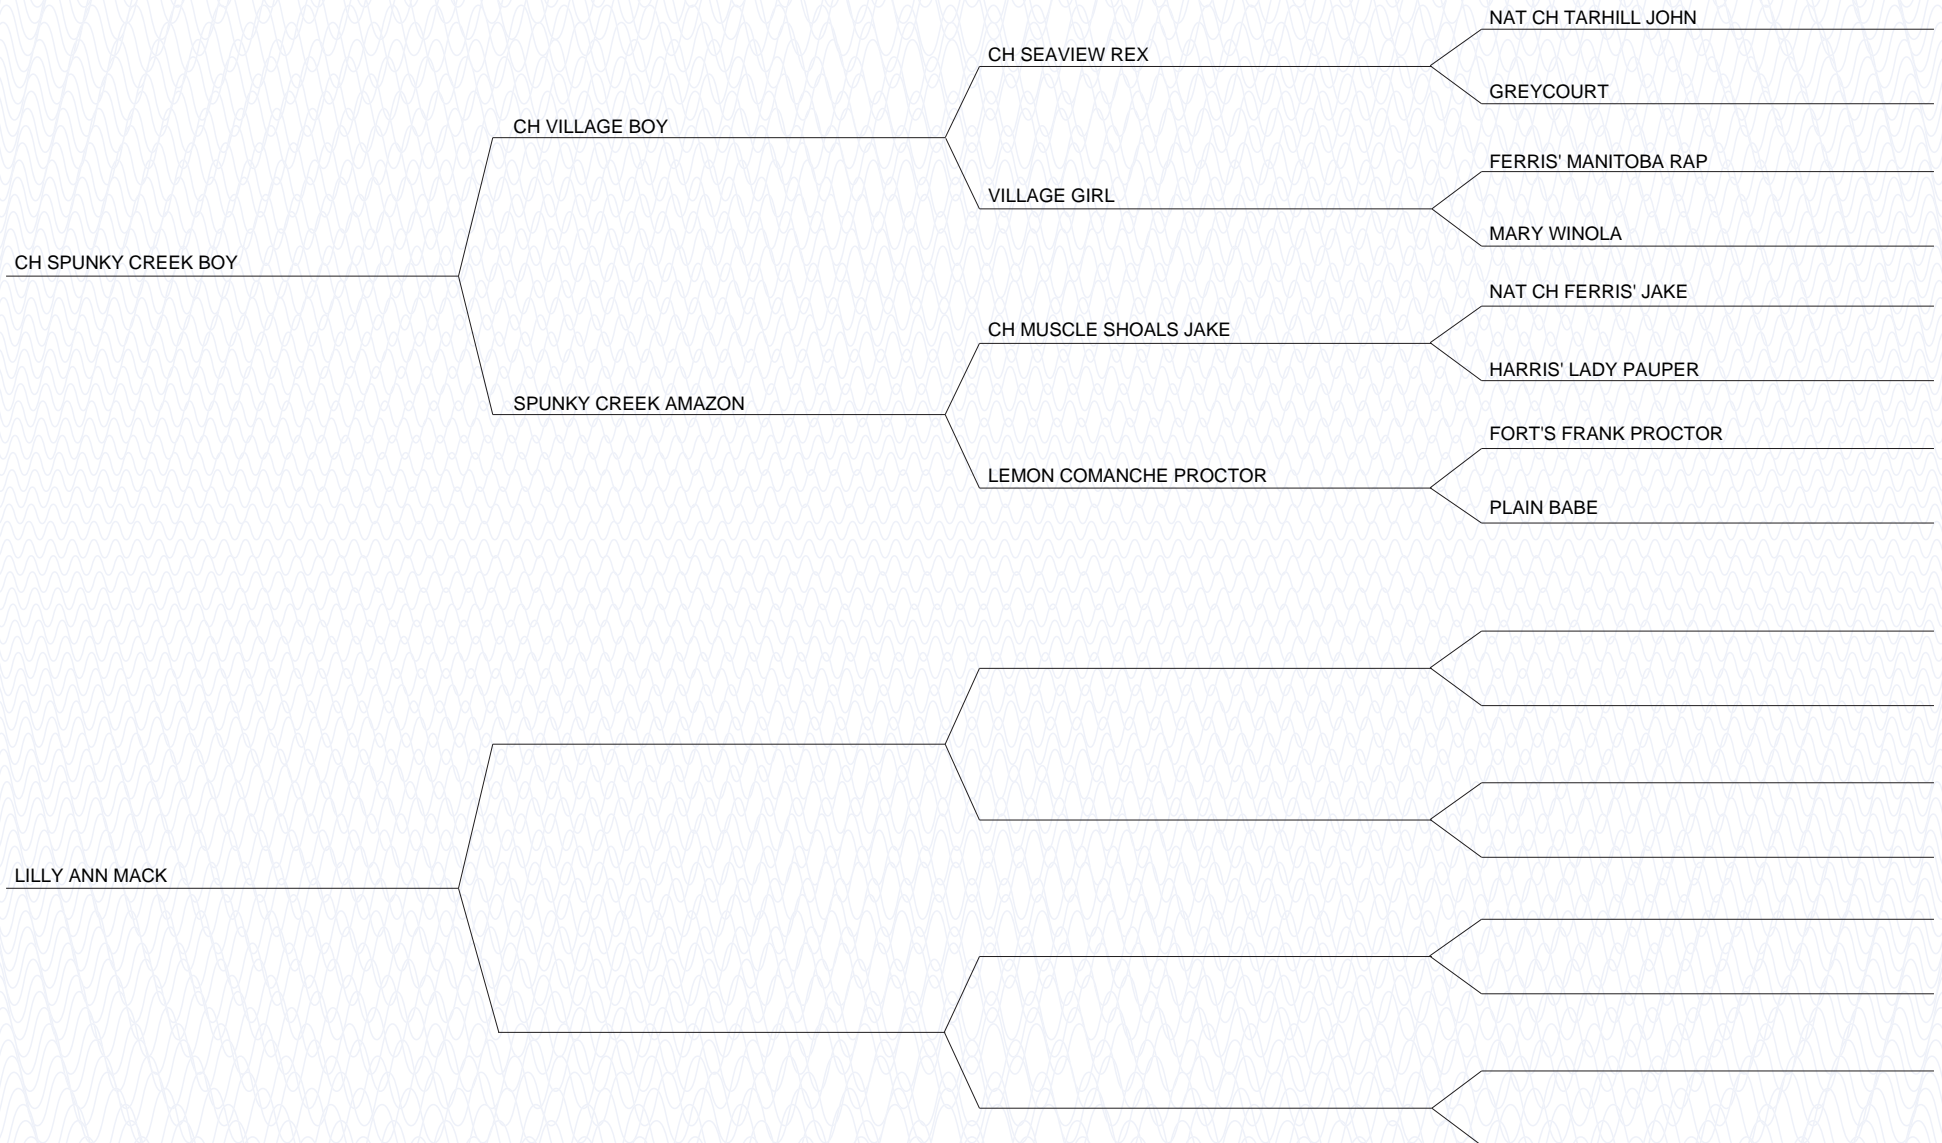 NAT CH TARHILL JOHN
CH SEAVIEW REX
GREYCOURT
CH VILLAGE BOY
FERRIS' MANITOBA RAP
VILLAGE GIRL
MARY WINOLA
CH SPUNKY CREEK BOY
NAT CH FERRIS' JAKE
CH MUSCLE SHOALS JAKE
HARRIS' LADY PAUPER
SPUNKY CREEK AMAZON
FORT'S FRANK PROCTOR
LEMON COMANCHE PROCTOR
PLAIN BABE
LILLY ANN MACK